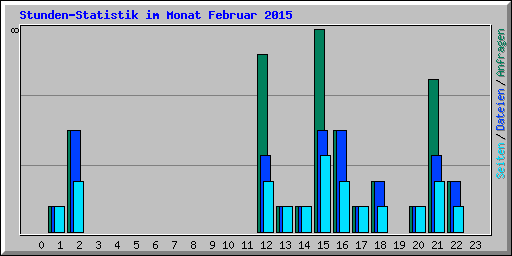 Stunden-Statistik im Monat Februar 2015
8
Seiten/Dateien/Anfragen
0 1 2 3 4 5 6 7 8 9 10 11 12 13 14 15 16 17 18 19 20 21 22 23